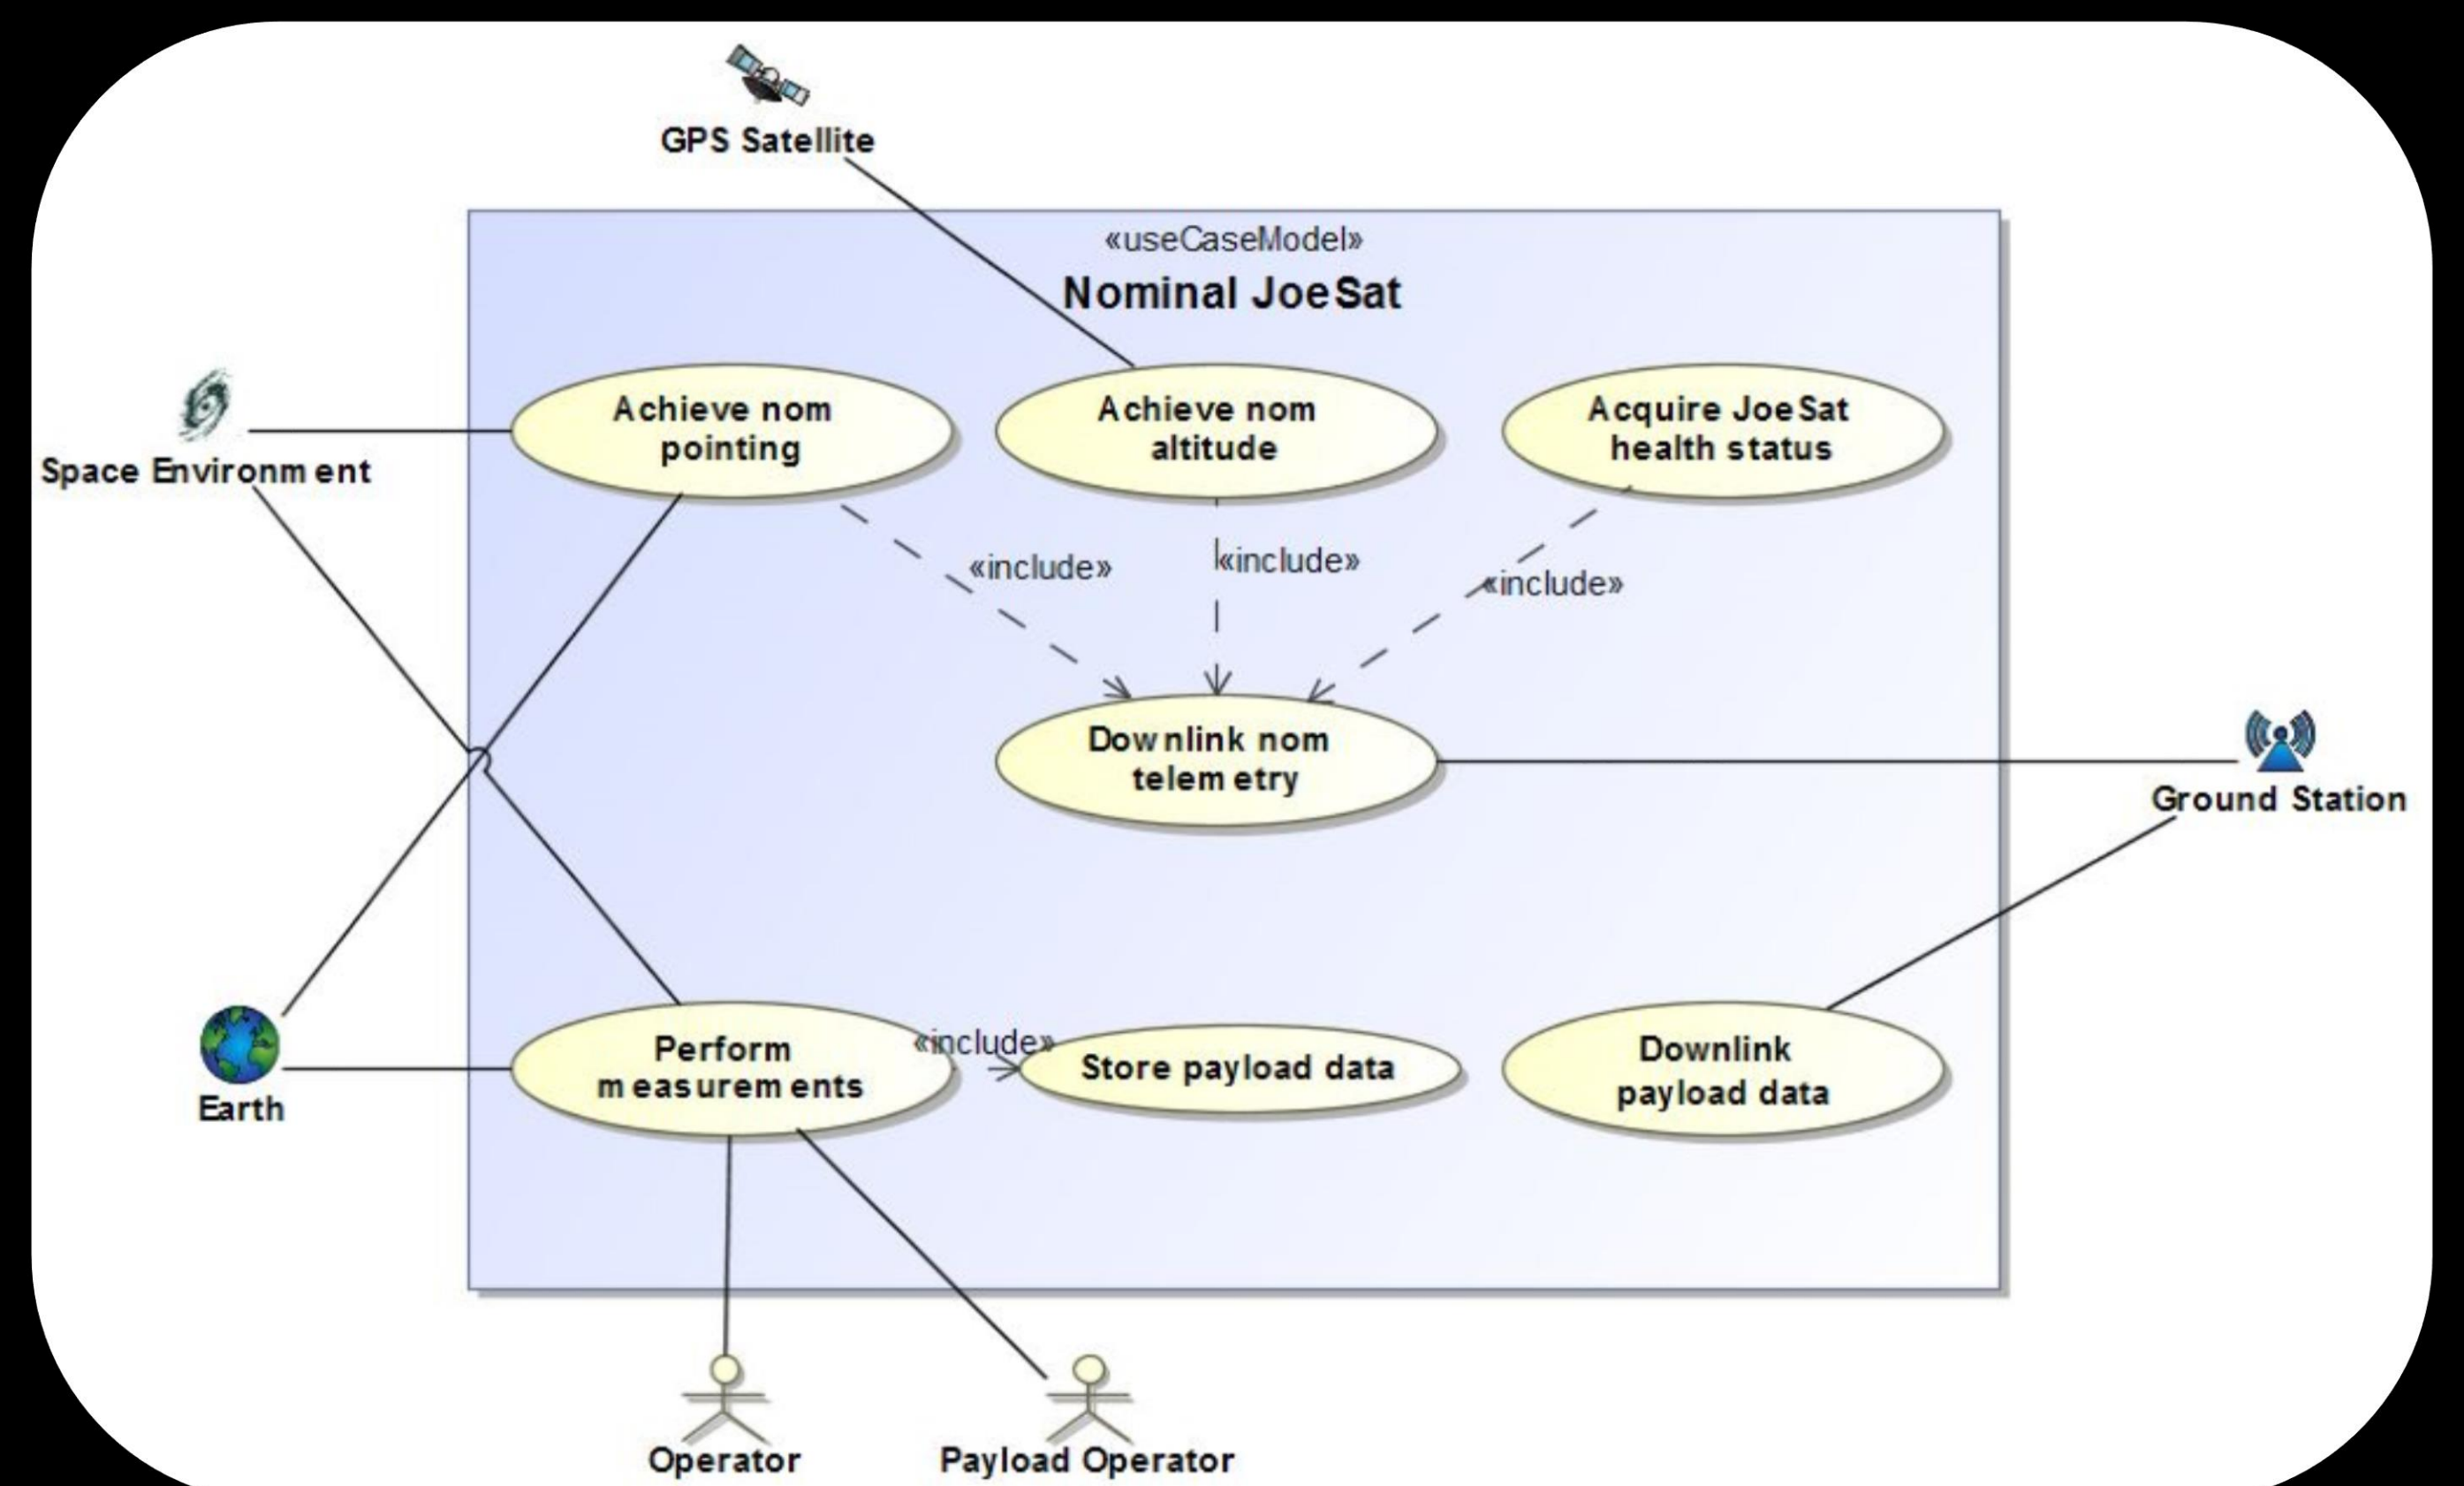 GPS Satellite
«useCaseModel»
Nominal JoeSat
Achieve nom
pointing
Achieve nom
altitude
Acquire JoeSat
health status
Space Environment
«include»
«include»
«include»
Downlink nom
telemetry
Ground Station
Perform
measurements
«include»
Store payload data
Downlink
payload data
Earth
Operator
Payload Operator